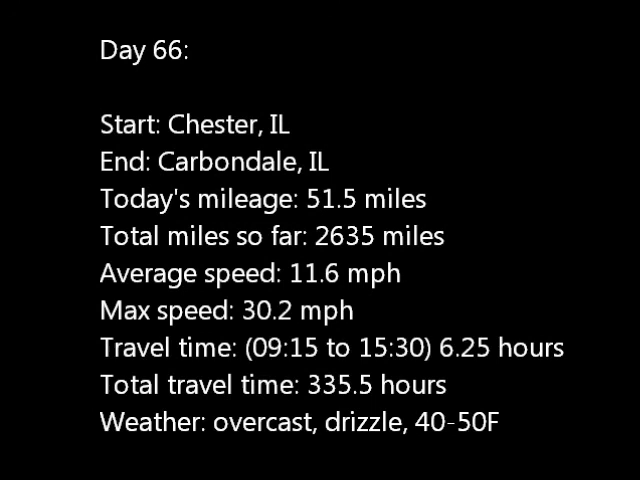 Day 66:
Start: Chester, IL
End: Carbondale, IL
Today's mileage: 51.5 miles
Total miles so far: 2635 miles
Average speed: 11.6 mph
Max speed: 30.2 mph
Travel time: (09:15 to 15:30) 6.25 hours
Total travel time: 335.5 hours
Weather: overcast, drizzle, 40-50F